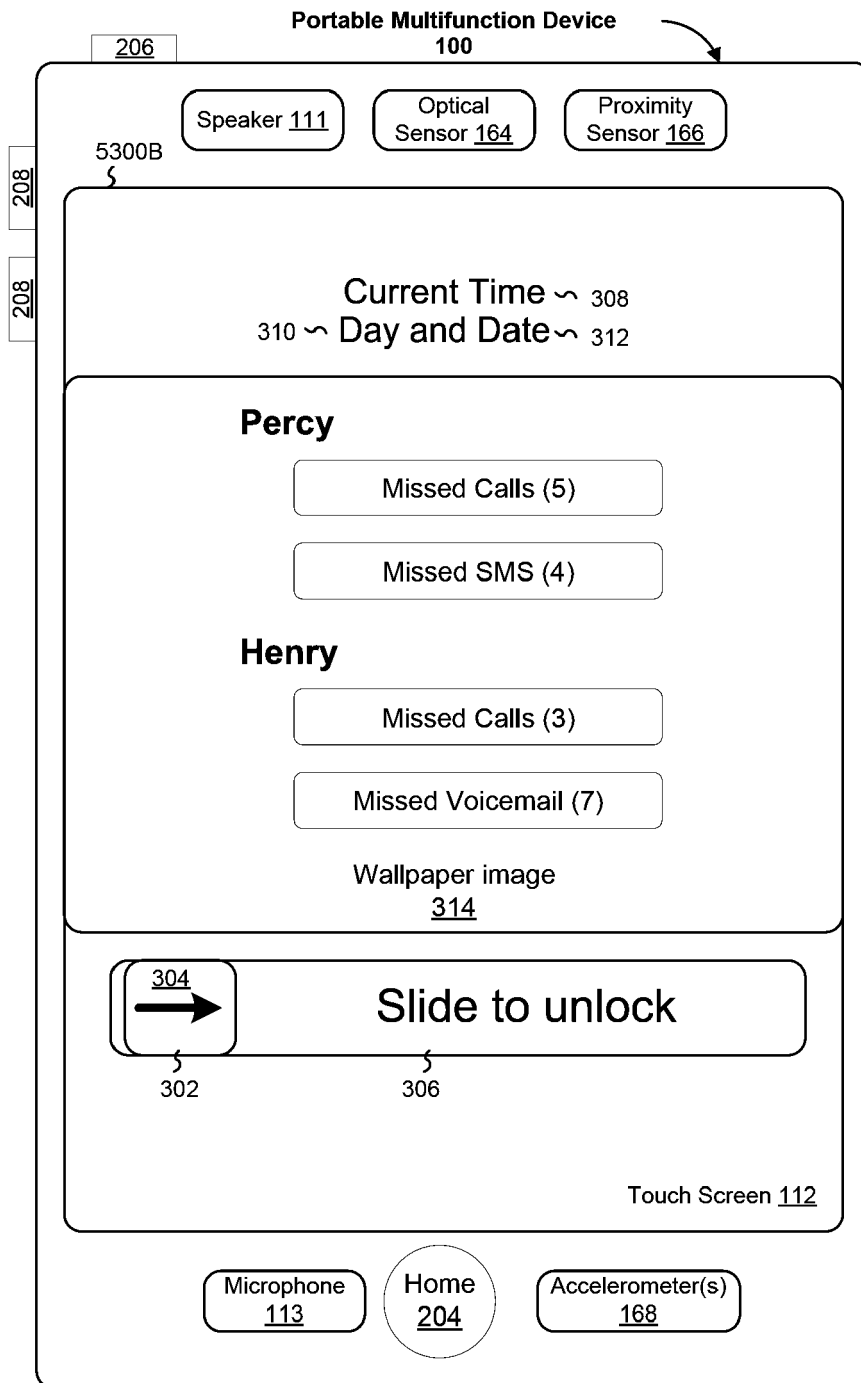 Portable Multifunction Device
100
206
Speaker 111
Optical
Sensor 164
Proximity
Sensor 166
5300B
208
208
Current Time 308
310 Day and Date 312
Percy
Missed Calls (5)
Missed SMS (4)
Henry
Missed Calls (3)
Missed Voicemail (7)
Wallpaper image
314
304
Slide to unlock
302
306
Touch Screen 112
Microphone
113
Home
204
Accelerometer(s)
168